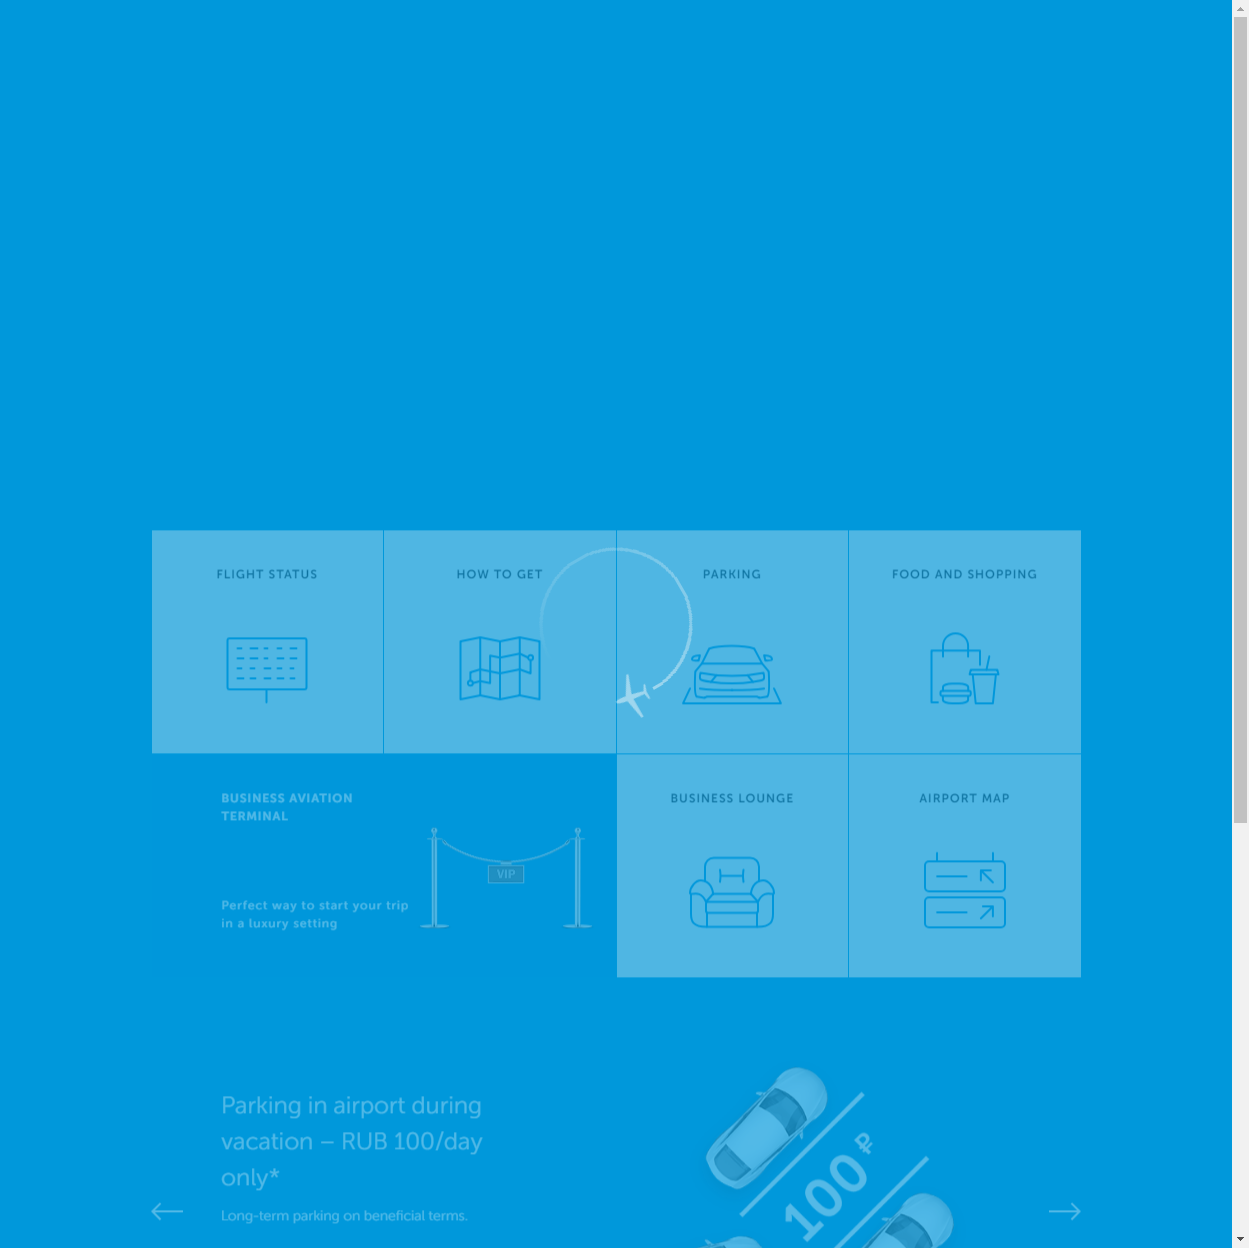 FLIGHT STATUS
HOW TO GET
PARKING
FOOD AND SHOPPING
BUSINESS AVIATION
TERMINAL
VIP
Perfect way to start your trip
in a luxury setting
BUSINESS LOUNGE
AIRPORT MAP
Parking in airport during
vacation – RUB 100/day
only*
Long-term parking on beneficial terms.
100 ₽